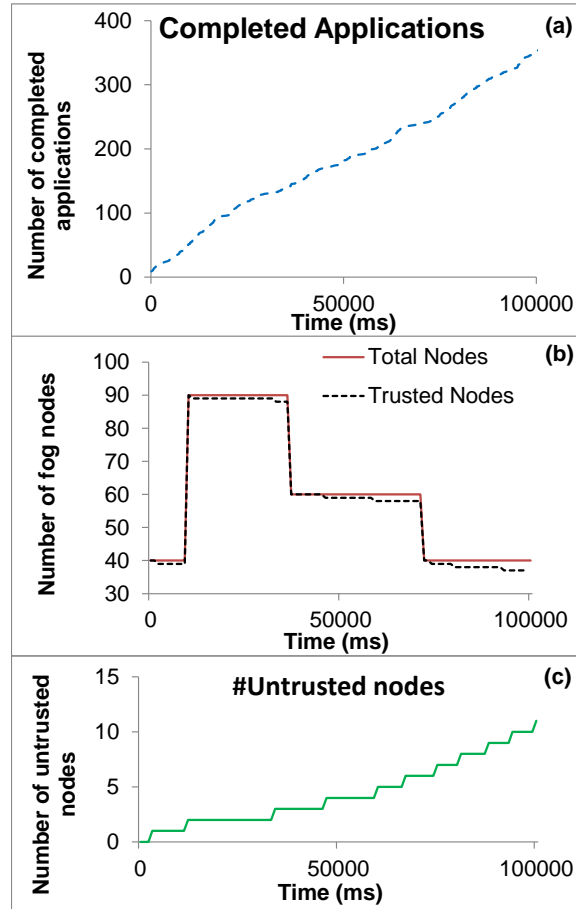 Completed Applications
(a)
Number of completed
applications
400
300
200
100
0
0
50000
100000
Time (ms)
(b)
Total Nodes
Trusted Nodes
Number of fog nodes
100
90
80
70
60
50
40
30
0
50000
100000
Time (ms)
(c)
#Untrusted nodes
Number of untrusted
nodes
15
10
5
0
0
50000
100000
Time (ms)